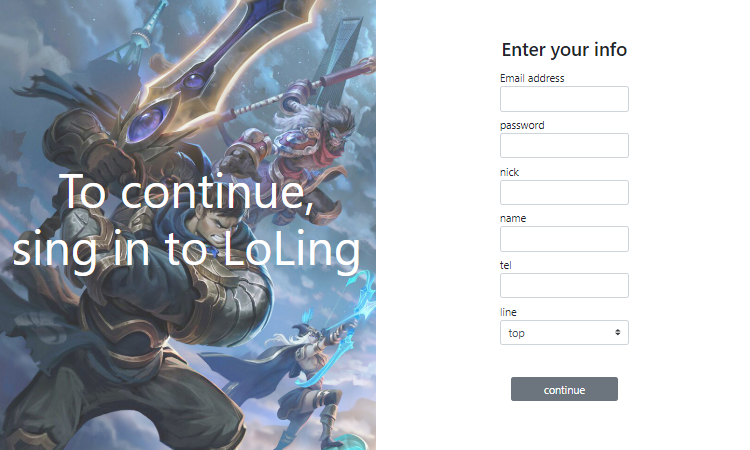 To continue,
sing in to LoLing
Enter your info
Email address
password
nick
name
tel
line
top
continue